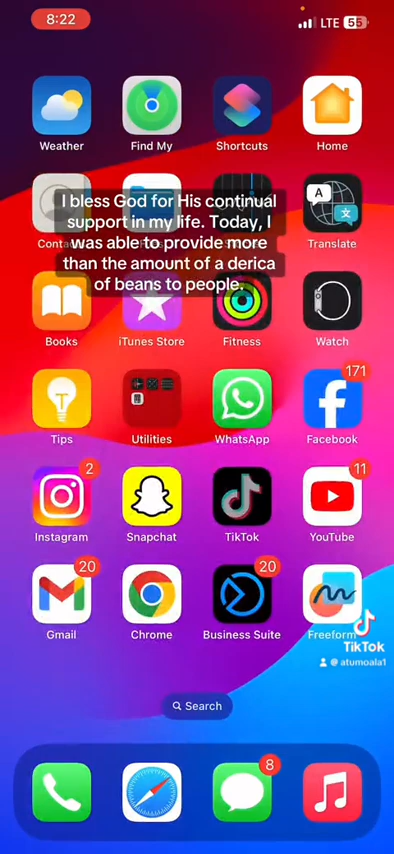 8:22
LTE 55
Weather Find My Shortcuts Home
I bless God for His continual
support in my life. Today, I
was able to provide more
than the amount of a derica
of beans to people.
A
Translate
Books iTunes Store Fitness Watch
171
Tips Utilities WhatsApp Facebook
2 11
Instagram Snapchat TikTok YouTube
20 20
Gmail Chrome Business Suite Freeform
TikTok
@atumoala1
Search
8